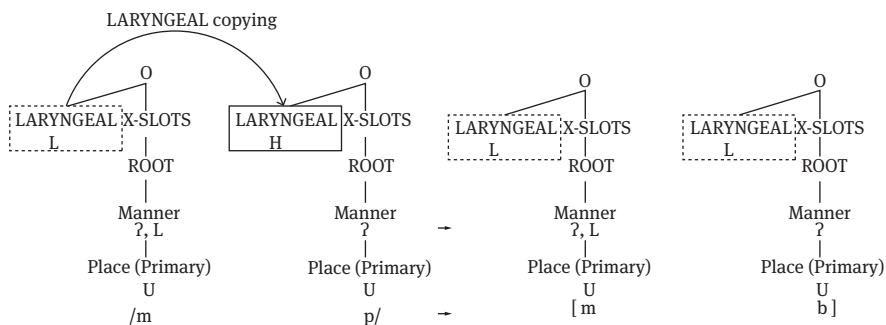 LARYNGEAL copying
O O O O
LARYNGEAL X-SLOTS LARYNGEAL X-SLOTS LARYNGEAL X-SLOTS LARYNGEAL X-SLOTS
L H L L
ROOT ROOT ROOT ROOT
Manner Manner Manner Manner
ʔ, L ʔ → ʔ, L ʔ
Place (Primary) Place (Primary) Place (Primary) Place (Primary)
U U U U
/m p/ → [ m b ]